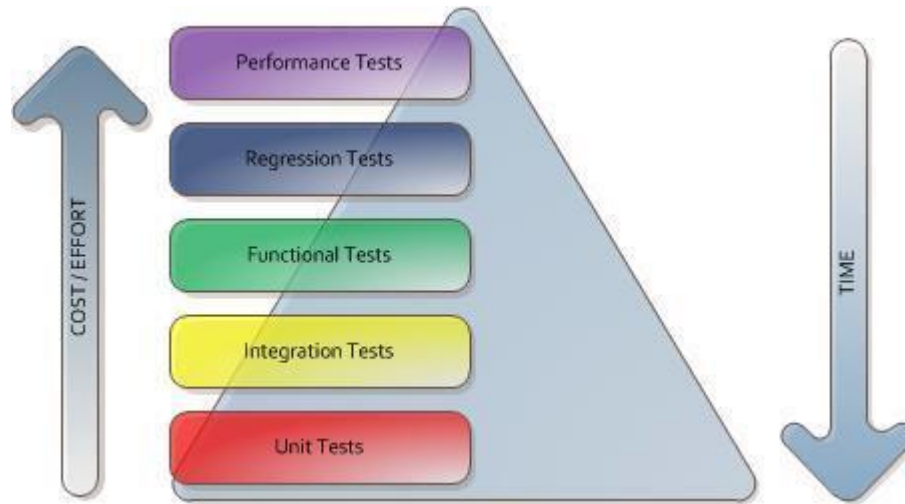 Performance Tests
Regression Tests
Functional Tests
Integration Tests
Unit Tests
COST / EFFORT
TIME